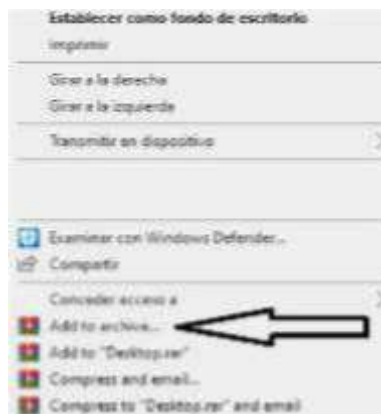 Establecer como fondo de escritorio
Imprimir
Girar a la derecha
Girar a la izquierda
Transmitir en dispositivo
Examinar con Windows Defender...
Compartir
Conceder acceso a
Add to archive...
Add to "Desktop.rar"
Compress and email...
Compress to "Desktop.rar" and email